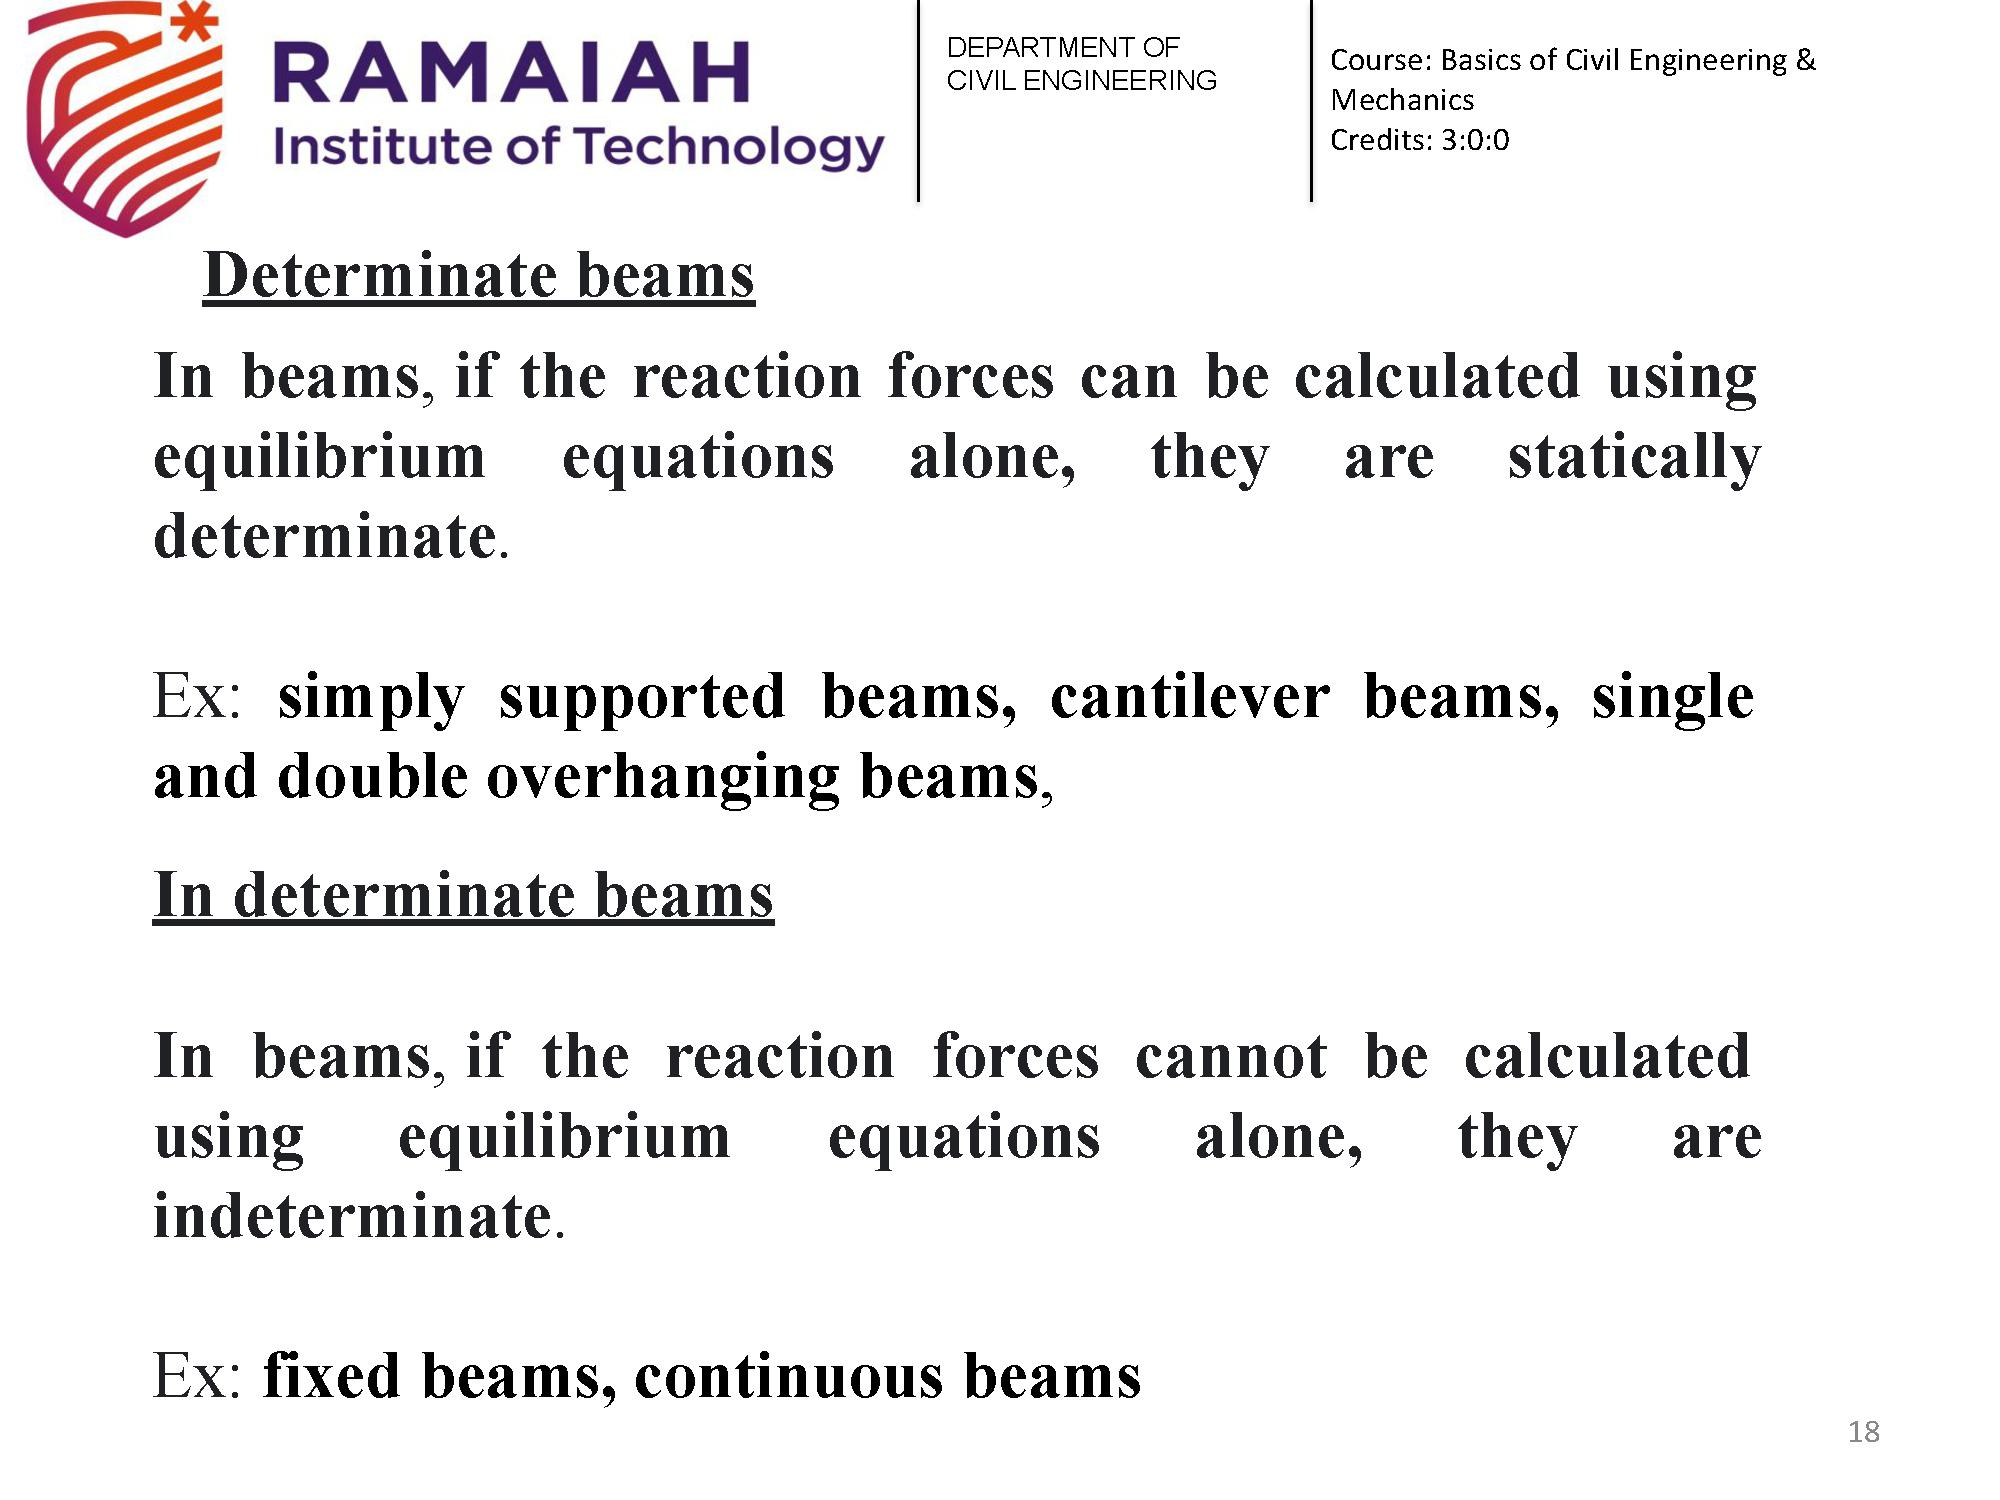 RAMAIAH
Institute of Technology
DEPARTMENT OF
CIVIL ENGINEERING
Course: Basics of Civil Engineering &
Mechanics
Credits: 3:0:0
Determinate beams
In beams, if the reaction forces can be calculated using
equilibrium equations alone, they are statically
determinate.
Ex: simply supported beams, cantilever beams, single
and double overhanging beams,
In determinate beams
In beams, if the reaction forces cannot be calculated
using equilibrium equations alone, they are
indeterminate.
Ex: fixed beams, continuous beams
18